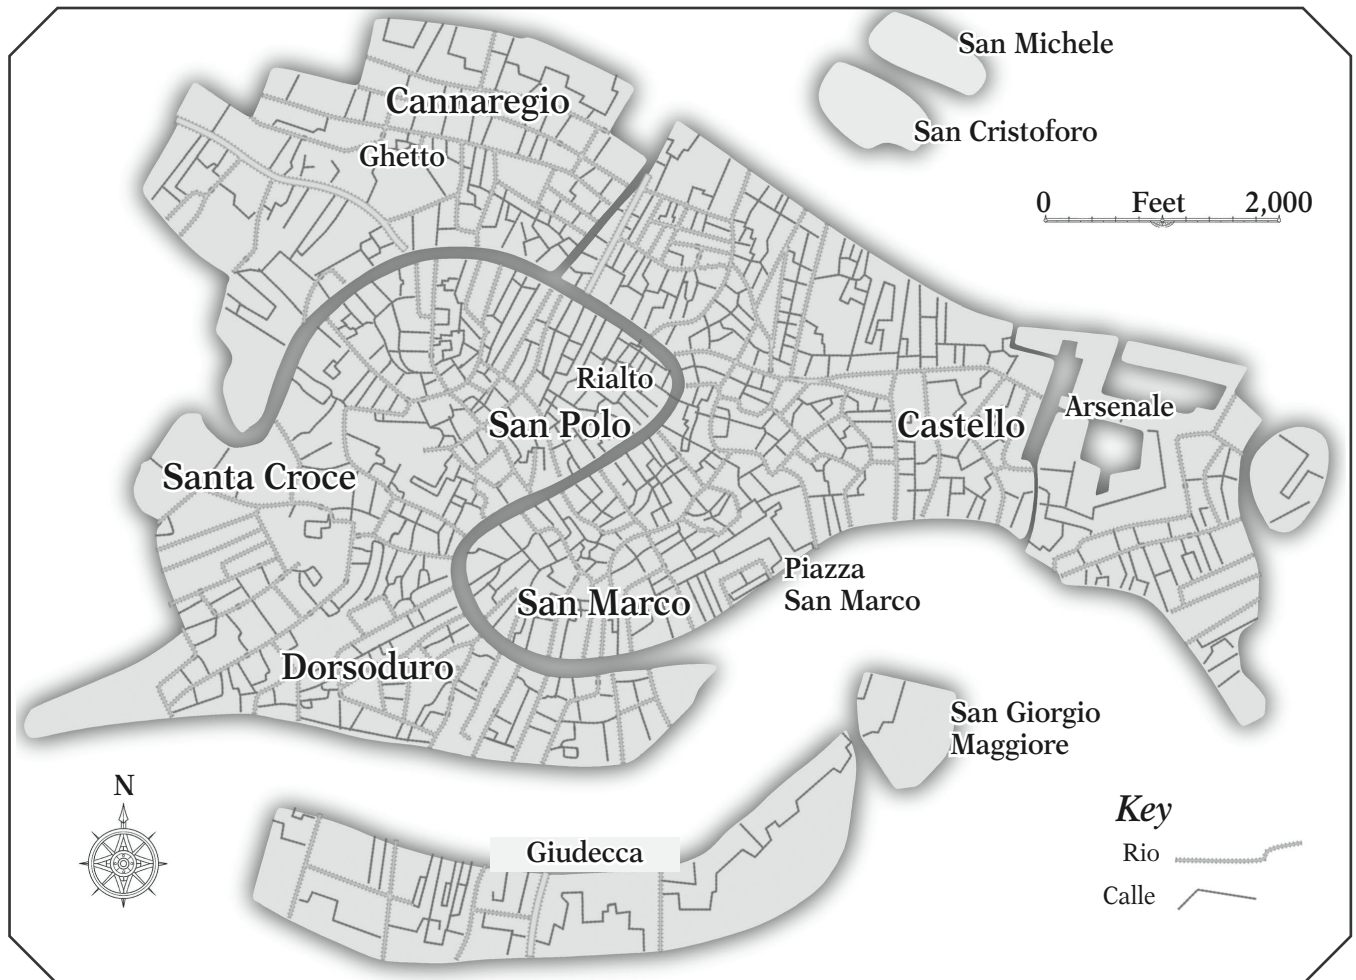 San Michele
Cannaregio
San Cristoforo
Ghetto
0 Feet 2,000
Rialto
Arsenale
San Polo
Castello
Santa Croce
Piazza
San Marco
San Marco
Dorsoduro
San Giorgio
Maggiore
N
Key
Giudecca
Rio
Calle